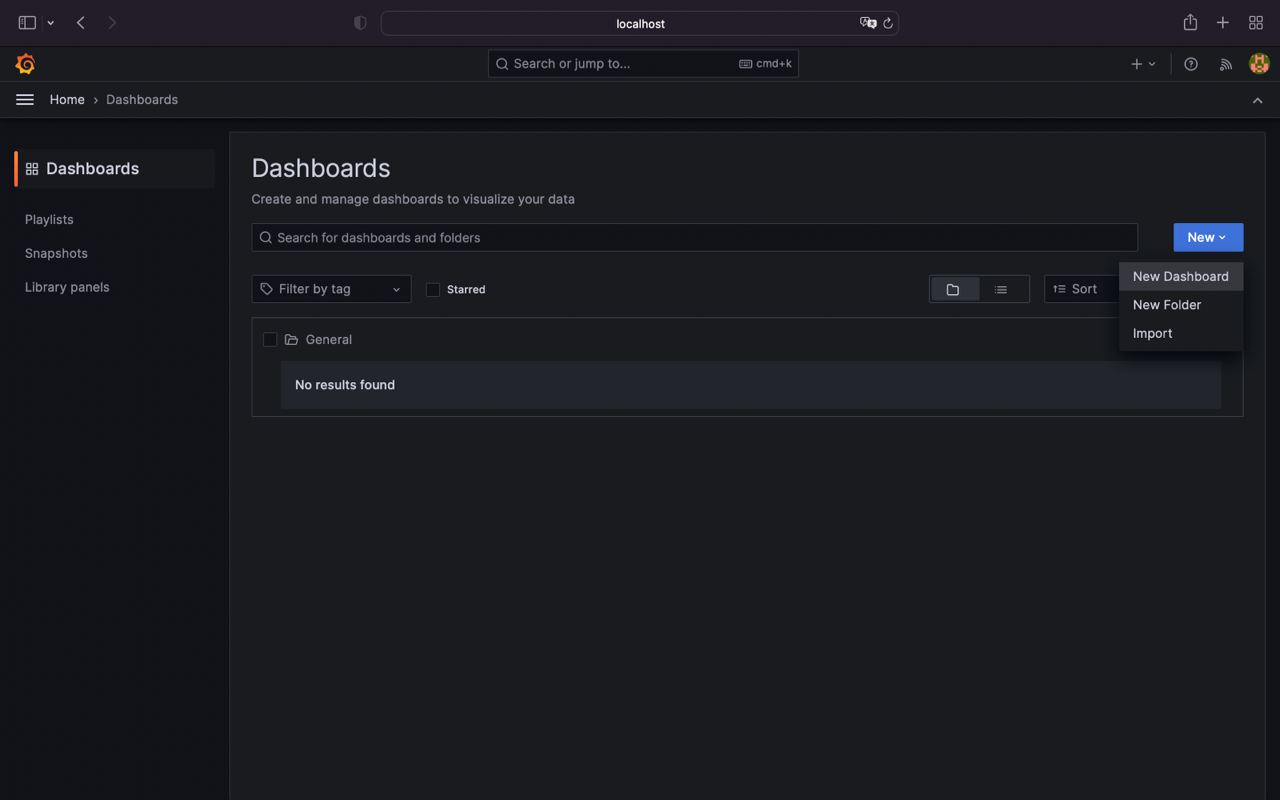 localhost
Search or jump to...
cmd+k
Home › Dashboards
Dashboards
Playlists
Snapshots
Library panels
Dashboards
Create and manage dashboards to visualize your data
Search for dashboards and folders
New
New Dashboard
New Folder
Import
Filter by tag
Starred
Sort
General
No results found